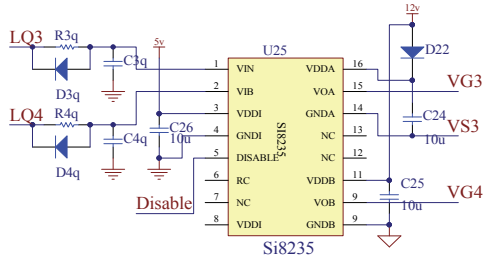 12v
LQ3
R3q
5v
U25
D22
C3q
1 VIN VDDA 16
D3q
2 VIB VOA 15
VG3
LQ4
R4q
3 VDDI GNDA 14
C24
10u
VS3
C4q
C26
10u
4 GNDI NC 13
SI8235
D4q
5 DISABLE NC 12
6 RC VDDB 11
C25
10u
Disable
7 NC VOB 9
VG4
8 VDDI GNDB 9
Si8235